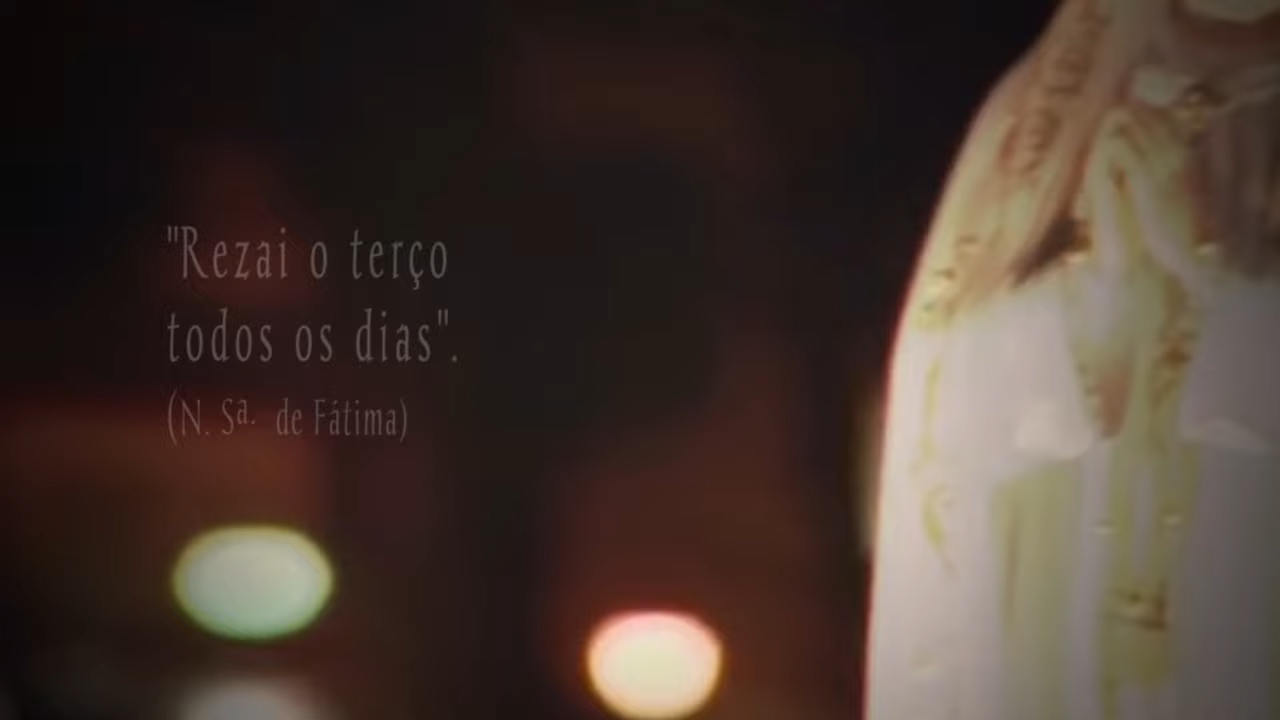 "Rezai o terço
todos os dias".
(N. Sª. de Fátima)